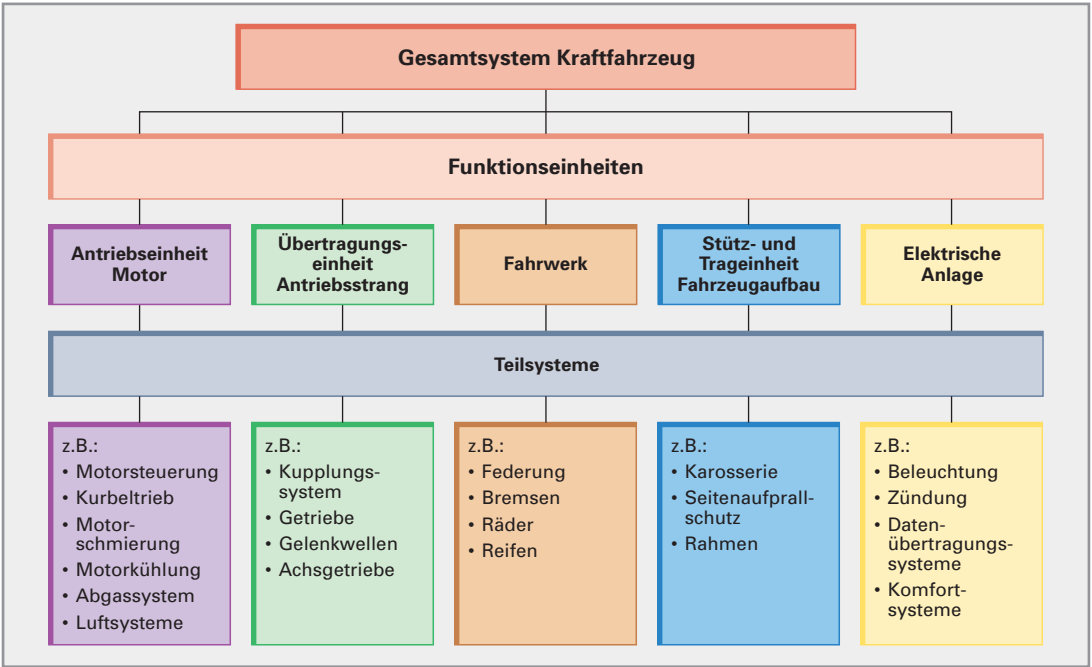 Gesamtsystem Kraftfahrzeug
Funktionseinheiten
Antriebseinheit
Motor
Übertragungs-
einheit
Antriebsstrang
Fahrwerk
Stütz- und
Trageinheit
Fahrzeugaufbau
Elektrische
Anlage
Teilsysteme
z.B.:
• Motorsteuerung
• Kurbeltrieb
• Motor-
schmierung
• Motorkühlung
• Abgassystem
• Luftsysteme
z.B.:
• Kupplungs-
system
• Getriebe
• Gelenkwellen
• Achsgetriebe
z.B.:
• Federung
• Bremsen
• Räder
• Reifen
z.B.:
• Karosserie
• Seitenaufprall-
schutz
• Rahmen
z.B.:
• Beleuchtung
• Zündung
• Daten-
übertragungs-
systeme
• Komfort-
systeme